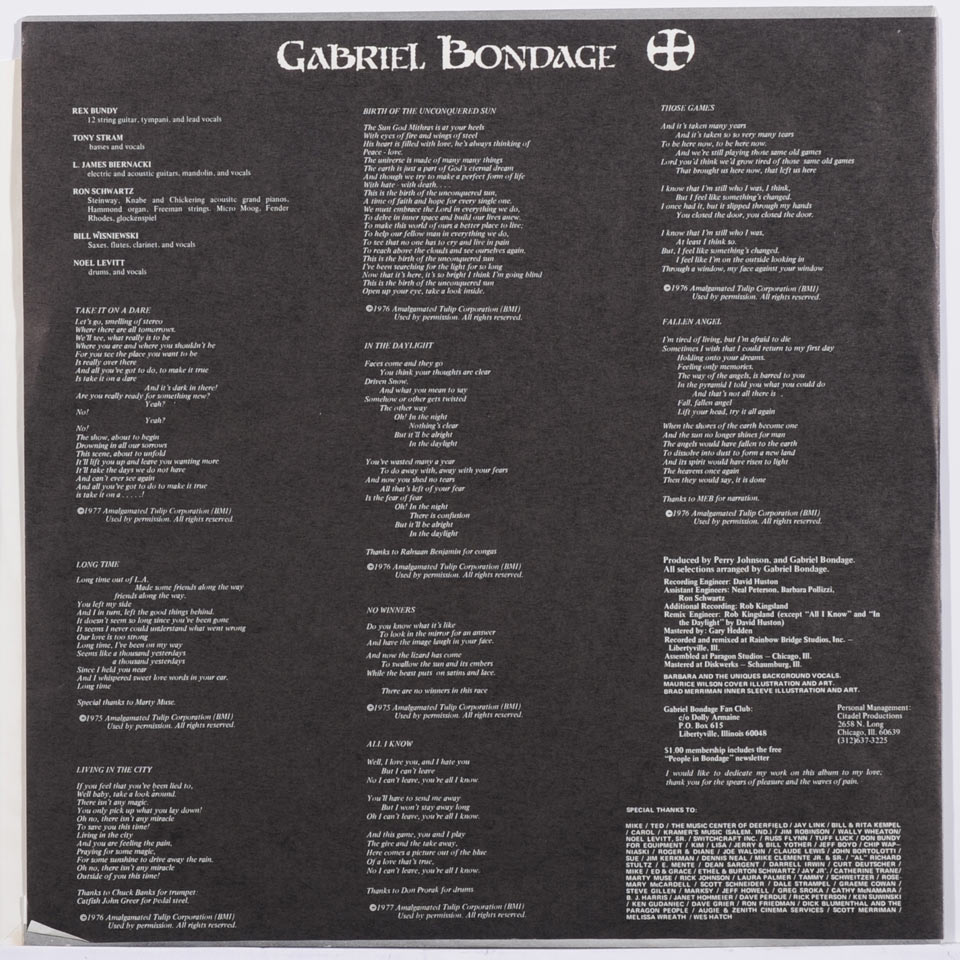 GABRIEL BONDAGE
REX BUNDY
12 string guitar, tympani, and lead vocals
TONY STRAM
basses and vocals
L. JAMES BIERNACKI
electric and acoustic guitars, mandolin, and vocals
RON SCHWARTZ
Steinway, Knabe and Chickering acousitc grand pianos,
Hammond organ, Freeman strings, Micro Moog, Fender
Rhodes, glockenspiel
BILL WISNIEWSKI
Saxes, flutes, clarinet, and vocals
NOEL LEVITT
drums, and vocals
TAKE IT ON A DARE
Let's go, smelling of stereo
Where there are all tomorrows.
We'll see, what really is to be
Where you are and where you shouldn't be
For you see the place you want to be
Is really over there
And all you've got to do, to make it true
Is take it on a dare
And it's dark in there!
Are you really ready for something new?
Yeah?
No!
Yeah?
No!
The show, about to begin
Drowning in all our sorrows
This scene, about to unfold
It'll lift you up and leave you wanting more
It'll take the days we do not have
And can't ever see again
And all you've got to do to make it true
is take it on a . . . . .!
©1977 Amalgamated Tulip Corporation (BMI)
Used by permission. All rights reserved.
LONG TIME
Long time out of L.A.
Made some friends along the way
friends along the way.
You left my side
And I in turn, left the good things behind.
It doesn't seem so long since you've been gone
It seems I never could understand what went wrong
Our love is too strong
Long time, I've been on my way
Seems like a thousand yesterdays
a thousand yesterdays
Since I held you near
And I whispered sweet love words in your ear.
Long time
Special thanks to Marty Muse.
©1975 Amalgamated Tulip Corporation (BMI)
Used by permission. All rights reserved.
LIVING IN THE CITY
If you feel that you've been lied to,
Well baby, take a look around.
There isn't any magic.
You only pick up what you lay down!
Oh no, there isn't any miracle
To save you this time!
Living in the city
And you are feeling the pain,
Praying for some magic,
For some sunshine to drive away the rain.
Oh no, there isn't any miracle
Outside of you this time!
Thanks to Chuck Banks for trumpet.
Catfish John Greer for pedal steel.
©1976 Amalgamated Tulip Corporation (BMI)
Used by permission. All rights reserved.
BIRTH OF THE UNCONQUERED SUN
The Sun God Mithras is at your heels
With eyes of fire and wings of steel
His heart is filled with love, he's always thinking of
Peace - love.
The universe is made of many many things
The earth is just a part of God's eternal dream
And though we try to make a perfect form of life
With hate - with death. . . .
This is the birth of the unconquered sun,
A time of faith and hope for every single one.
We must embrace the Lord in everything we do,
To delve in inner space and build our lives anew.
To make this world of ours a better place to live;
To help our fellow man in everything we do,
To see that no one has to cry and live in pain
To reach above the clouds and see ourselves again.
This is the birth of the unconquered sun
I've been searching for the light for so long
Now that it's here, it's so bright I think I'm going blind
This is the birth of the unconquered sun
Open up your eye, take a look inside.
©1976 Amalgamated Tulip Corporation (BMI)
Used by permission. All rights reserved.
IN THE DAYLIGHT
Faces come and they go
You think your thoughts are clear
Driven Snow,
And what you mean to say
Somehow or other gets twisted
The other way
Oh! In the night
Nothing's clear
But it'll be alright
In the daylight
You've wasted many a year
To do away with, away with your fears
And now you shed no tears
All that's left of your fear
Is the fear of fear
Oh! In the night
There is confusion
But it'll be alright
In the daylight
Thanks to Rahsaan Benjamin for congas
©1976 Amalgamated Tulip Corporation (BMI)
Used by permission. All rights reserved.
NO WINNERS
Do you know what it's like
To look in the mirror for an answer
And have the image laugh in your face.
And now the lizard has come
To swallow the sun and its embers
While the beast puts on satins and lace.
There are no winners in this race
©1975 Amalgamated Tulip Corporation (BMI)
Used by permission. All rights reserved.
ALL I KNOW
Well, I love you, and I hate you
But I can't leave
No I can't leave, you're all I know.
You'll have to send me away
But I won't stay away long
Oh I can't leave, you're all I know.
And this game, you and I play
The give and the take away,
Here comes a picture out of the blue
Of a love that's true,
No I can't leave, you're all I know.
Thanks to Don Prorak for drums
©1977 Amalgamated Tulip Corporation (BMI)
Used by permission. All rights reserved.
THOSE GAMES
And it's taken many years
And it's taken so so very many tears
To be here now, to be here now.
And we're still playing those same old games
Lord you'd think we'd grow tired of those same old games
That brought us here now, that left us here
I know that I'm still who I was, I think,
But I feel like something's changed.
I once had it, but it slipped through my hands
You closed the door, you closed the door.
I know that I'm still who I was,
At least I think so.
But, I feel like something's changed.
I feel like I'm on the outside looking in
Through a window, my face against your window
©1976 Amalgamated Tulip Corporation (BMI)
Used by permission. All rights reserved.
FALLEN ANGEL
I'm tired of living, but I'm afraid to die
Sometimes I wish that I could return to my first day
Holding onto your dreams.
Feeling only memories.
The way of the angels, is barred to you
In the pyramid I told you what you could do
And that's not all there is .
Fall, fallen angel
Lift your head, try it all again
When the shores of the earth become one
And the sun no longer shines for man
The angels would have fallen to the earth
To dissolve into dust to form a new land
And its spirit would have risen to light
The heavens once again
Then they would say, it is done
Thanks to MEB for narration.
©1976 Amalgamated Tulip Corporation (BMI)
Used by permission. All rights reserved.
Produced by Perry Johnson, and Gabriel Bondage.
All selections arranged by Gabriel Bondage.
Recording Engineer: David Huston
Assistant Engineers: Neal Peterson, Barbara Pollizzi,
Ron Schwartz
Additional Recording: Rob Kingsland
Remix Engineer: Rob Kingsland (except "All I Know" and "In
the Daylight" by David Huston)
Mastered by: Gary Hedden
Recorded and remixed at Rainbow Bridge Studios, Inc. –
Libertyville, Ill.
Assembled at Paragon Studios – Chicago, Ill.
Mastered at Diskwerks – Schaumburg, Ill.
BARBARA AND THE UNIQUES BACKGROUND VOCALS.
MAURICE WILSON COVER ILLUSTRATION AND ART.
BRAD MERRIMAN INNER SLEEVE ILLUSTRATION AND ART.
Gabriel Bondage Fan Club:
c/o Dolly Armaine
P.O. Box 615
Libertyville, Illinois 60048
$1.00 membership includes the free
"People in Bondage" newsletter
Personal Management:
Citadel Productions
2658 N. Long
Chicago, Ill. 60639
(312)637-3225
I would like to dedicate my work on this album to my love;
thank you for the spears of pleasure and the waves of pain.
SPECIAL THANKS TO:
MIKE / TED / THE MUSIC CENTER OF DEERFIELD / JAY LINK / BILL & RITA KEMPEL
/ CAROL / KRAMER'S MUSIC (SALEM, IND.) / JIM ROBINSON / WALLY WHEATON/
NOEL LEVITT, SR. / SWITCHCRAFT INC. / RUSS FLYNN / TUFF LUCK / DON BUNDY
FOR EQUIPMENT / KIM / LISA / JERRY & BILL YOTHER / JEFF BOYD / CHIP WAP-
NIASKI / ROGER & DIANE / JOE WALDIN / CLAUDE LEWIS / JOHN BORTOLOTTI /
SUE / JIM KERKMAN / DENNIS NEAL / MIKE CLEMENTE JR. & SR. / "AL" RICHARD
STULTZ / E. MENTE / DEAN SARGENT / DARRELL IRWIN / CURT DEUTSCHER /
MIKE / ED & GRACE / ETHEL & BURTON SCHWARTZ / JAY JR'. / CATHERINE TRANE/
MARTY MUSE / RICK JOHNSON / LAURA PALMER / TAMMY / SCHWEITZER / ROSE-
MARY McCARDELL / SCOTT SCHNEIDER / DALE STRAMPEL / GRAEME COWAN /
STEVE GILLEN / MARKSY / JEFF HOWELL / GREG SROKA / CATHY McNAMARA /
B. J. HARRIS / JANET HOHMEIER / DAVE PERDUE / RICK PETERSON / KEN SUWINSKI
/ KEN GUDANIEC / DAVE GRIER / RON FRIEDMAN / DICK BLUMENTHAL AND THE
PARAGON PEOPLE / AUGIE & ZENITH CINEMA SERVICES / SCOTT MERRIMAN /
MELISSA WREATH / WES HATCH